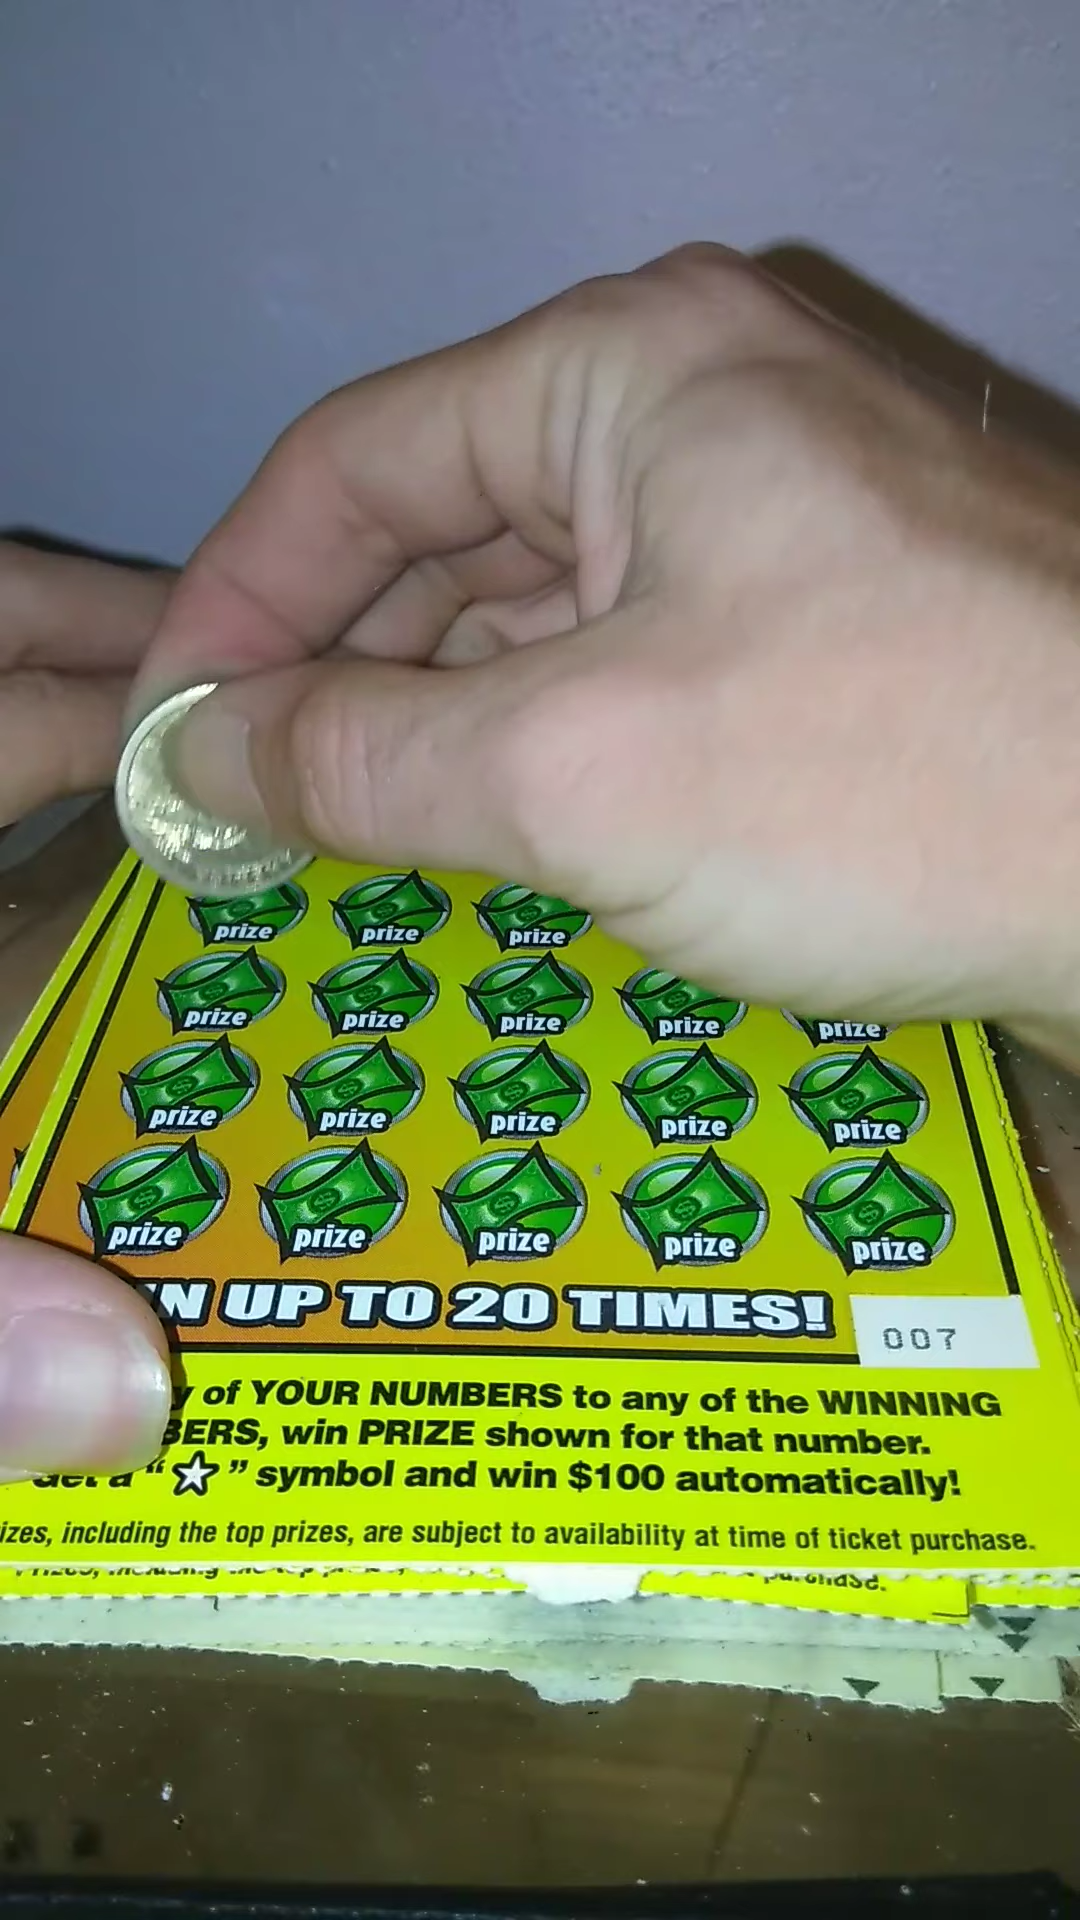 prize prize prize
prize prize prize prize prize
prize prize prize prize prize
prize prize prize prize prize
N UP TO 20 TIMES!
007
y of YOUR NUMBERS to any of the WINNING
BERS, win PRIZE shown for that number.
Get a "☆" symbol and win $100 automatically!
izes, including the top prizes, are subject to availability at time of ticket purchase.